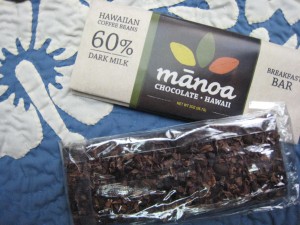 HAWAIIAN
COFFEE BEANS
60%
DARK MILK
mānoa
CHOCOLATE • HAWAII
BREAKFAST
BAR